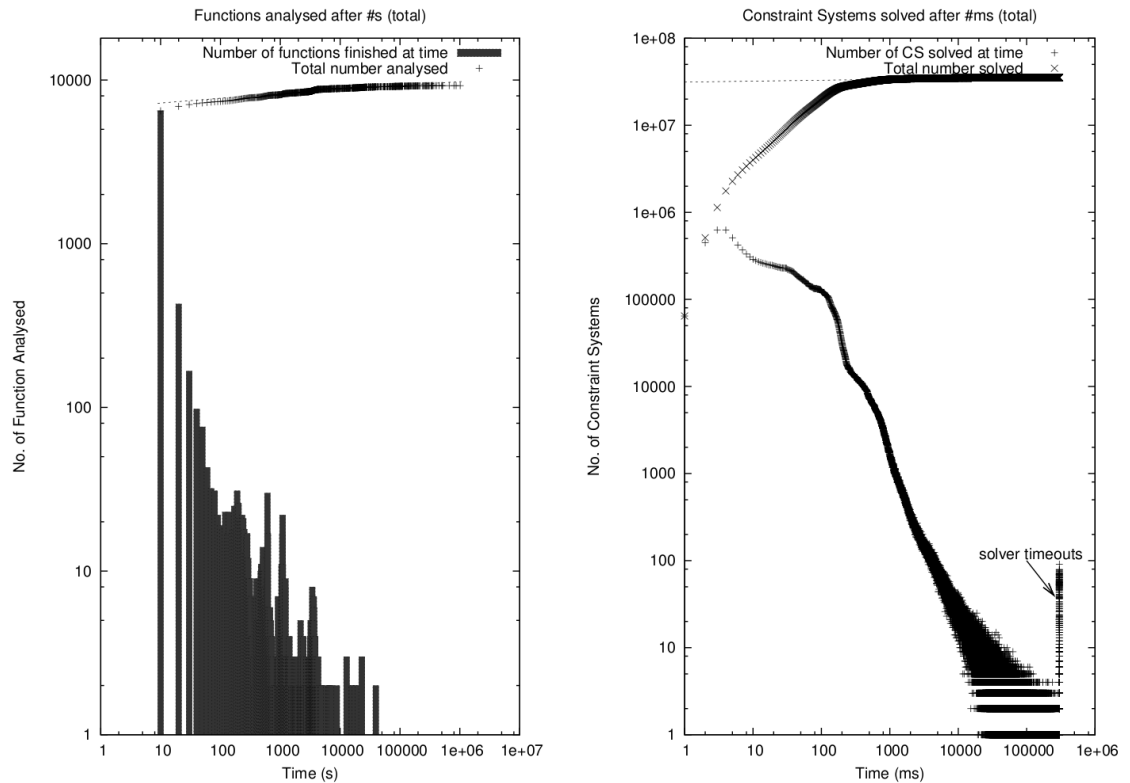 Functions analysed after #s (total)
Number of functions finished at time
Total number analysed
10000
1000
100
10
1
No. of Function Analysed
1
10
100
1000
10000
100000
1e+06
1e+07
Time (s)
Constraint Systems solved after #ms (total)
Number of CS solved at time
Total number solved
1e+08
1e+07
1e+06
100000
10000
1000
100
10
1
No. of Constraint Systems
solver timeouts
1
10
100
1000
10000
100000
1e+06
Time (ms)